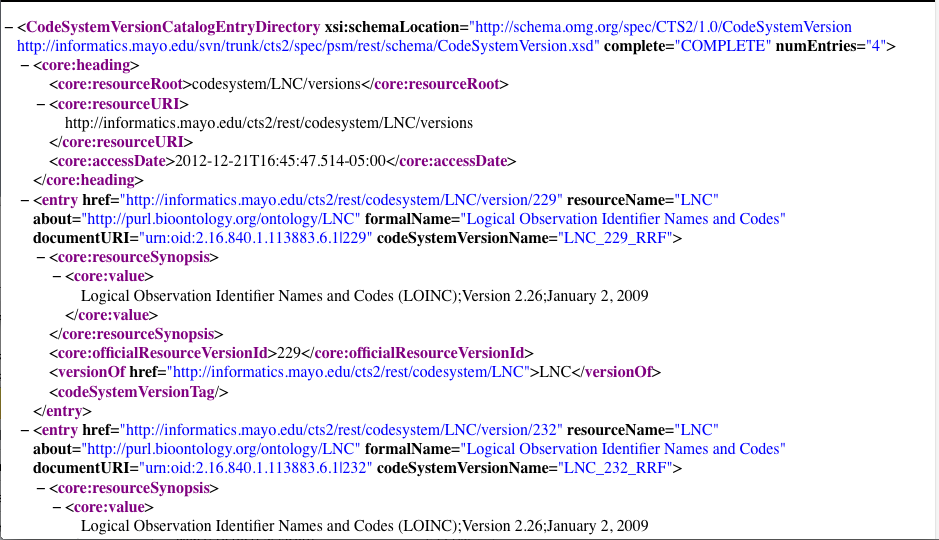 − <CodeSystemVersionCatalogEntryDirectory xsi:schemaLocation="http://schema.omg.org/spec/CTS2/1.0/CodeSystemVersion
http://informatics.mayo.edu/svn/trunk/cts2/spec/psm/rest/schema/CodeSystemVersion.xsd" complete="COMPLETE" numEntries="4">
− <core:heading>
<core:resourceRoot>codesystem/LNC/versions</core:resourceRoot>
− <core:resourceURI>
http://informatics.mayo.edu/cts2/rest/codesystem/LNC/versions
</core:resourceURI>
<core:accessDate>2012-12-21T16:45:47.514-05:00</core:accessDate>
</core:heading>
− <entry href="http://informatics.mayo.edu/cts2/rest/codesystem/LNC/version/229" resourceName="LNC"
about="http://purl.bioontology.org/ontology/LNC" formalName="Logical Observation Identifier Names and Codes"
documentURI="urn:oid:2.16.840.1.113883.6.1|229" codeSystemVersionName="LNC_229_RRF">
− <core:resourceSynopsis>
− <core:value>
Logical Observation Identifier Names and Codes (LOINC);Version 2.26;January 2, 2009
</core:value>
</core:resourceSynopsis>
<core:officialResourceVersionId>229</core:officialResourceVersionId>
<versionOf href="http://informatics.mayo.edu/cts2/rest/codesystem/LNC">LNC</versionOf>
<codeSystemVersionTag/>
</entry>
− <entry href="http://informatics.mayo.edu/cts2/rest/codesystem/LNC/version/232" resourceName="LNC"
about="http://purl.bioontology.org/ontology/LNC" formalName="Logical Observation Identifier Names and Codes"
documentURI="urn:oid:2.16.840.1.113883.6.1|232" codeSystemVersionName="LNC_232_RRF">
− <core:resourceSynopsis>
− <core:value>
Logical Observation Identifier Names and Codes (LOINC);Version 2.26;January 2, 2009